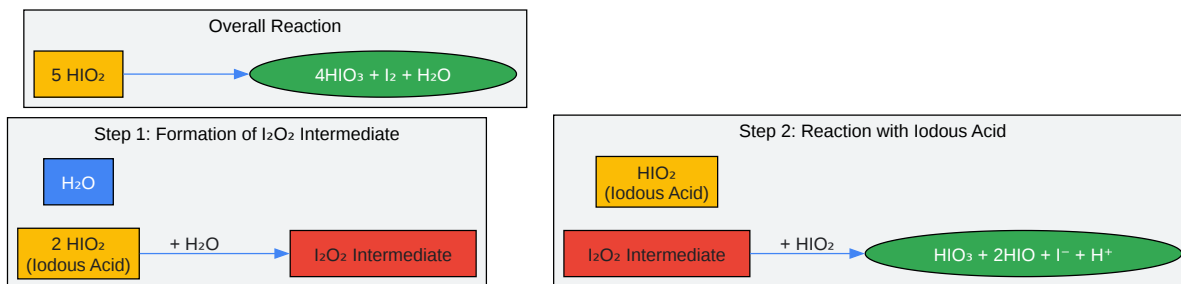 Overall Reaction
5 HIO₂
4HIO₃ + I₂ + H₂O
Step 1: Formation of I₂O₂ Intermediate
H₂O
2 HIO₂
(Iodous Acid)
+ H₂O
I₂O₂ Intermediate
Step 2: Reaction with Iodous Acid
HIO₂
(Iodous Acid)
I₂O₂ Intermediate
+ HIO₂
HIO₃ + 2HIO + I⁻ + H⁺